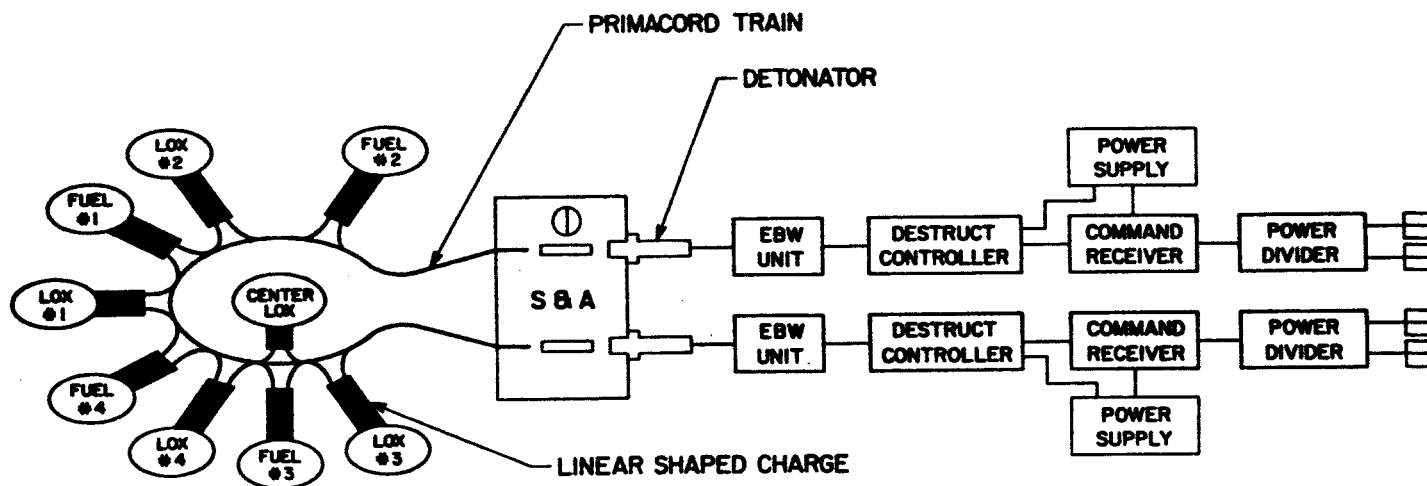 PRIMACORD TRAIN
DETONATOR
LOX
#2
FUEL
#2
FUEL
#1
LOX
#1
CENTER
LOX
FUEL
#4
LOX
#4
FUEL
#3
LOX
#3
LINEAR SHAPED CHARGE
S & A
POWER
SUPPLY
EBW
UNIT
DESTRUCT
CONTROLLER
COMMAND
RECEIVER
POWER
DIVIDER
EBW
UNIT
DESTRUCT
CONTROLLER
COMMAND
RECEIVER
POWER
DIVIDER
POWER
SUPPLY